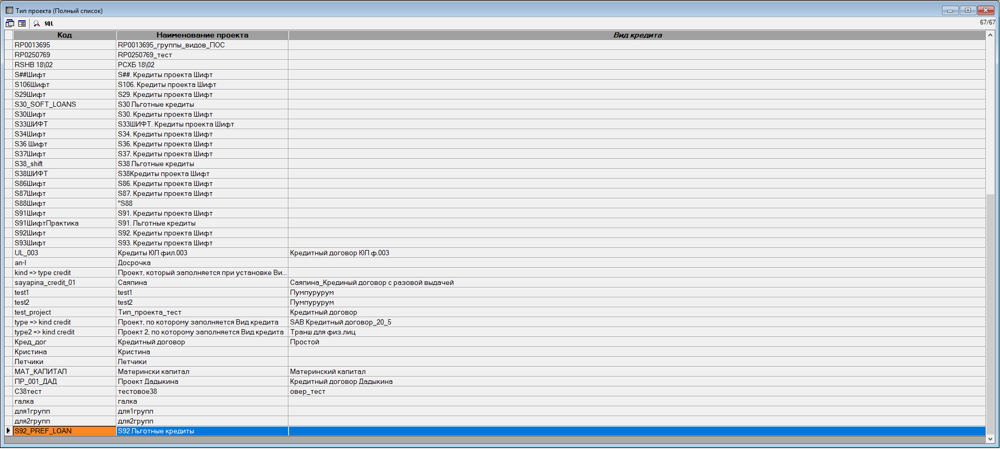 Тип проекта (Полный список)
SQL
67/67
Код Наименование проекта Вид кредита
RP0013695 RP0013695_группы_видов_ПОС
RP0250769 RP0250769_тест
RSHB 18\02 РСХБ 18\02
S##Шифт S##. Кредиты проекта Шифт
S106Шифт S106. Кредиты проекта Шифт
S29Шифт S29. Кредиты проекта Шифт
S30_SOFT_LOANS S30 Льготные кредиты
S30Шифт S30. Кредиты проекта Шифт
S33ШИФТ S33ШИФТ. Кредиты проекта Шифт
S34Шифт S34. Кредиты проекта Шифт
S36 Шифт S36. Кредиты проекта Шифт
S37Шифт S37. Кредиты проекта Шифт
S38_shift S38 Льготные кредиты
S38ШИФТ S38Кредиты проекта Шифт
S86Шифт S86. Кредиты проекта Шифт
S87Шифт S87. Кредиты проекта Шифт
S88Шифт "S88
S91Шифт S91. Кредиты проекта Шифт
S91ШифтПрактика S91. Льготные кредиты
S92Шифт S92. Кредиты проекта Шифт
S93Шифт S93. Кредиты проекта Шифт
UL_003 Кредиты ЮЛ фил.003 Кредитный договор ЮЛ ф.003
an-l Досрочка
kind => type credit Проект, который заполняется при установке Ви...
sayapina_credit_01 Саяпина Саяпина_Крединый договор с разовой выдачей
test1 test1 Пумпурурум
test2 test2 Пумпурурум
test_project Тип_проекта_тест Кредитный договор
type => kind credit Проект, по которому заполняется Вид кредита SAB Кредитный договор_20_5
type2 => kind credit Проект 2, по которому заполняется Вид кредита Транш для физ.лиц
Кред_дог Кредитный договор Простой
Кристина Кристина
Летчики Летчики
МАТ_КАПИТАЛ Матерински капитал Материнский капитал
ПР_001_ДАД Проект Дадыкина Кредитный договор Дадыкина
С38тест тестовое38 овер_тест
галка галка
для1групп для1групп
для2групп для2групп
S92_PREF_LOAN S92 Льготные кредиты